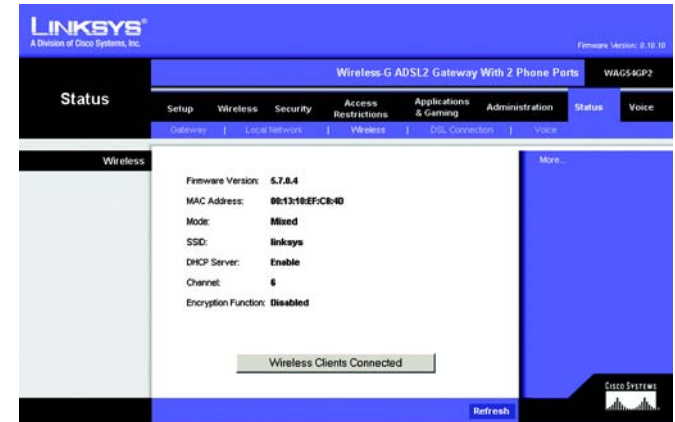 LINKSYS®
A Division of Cisco Systems, Inc.
Firmware Version: 0.10.10
Wireless-G ADSL2 Gateway With 2 Phone Ports WAG54GP2
Status
Setup Wireless Security Access Restrictions Applications & Gaming Administration Status Voice
Gateway | Local Network | Wireless | DSL Connection | Voice
Wireless
More...
Firmware Version: 5.7.0.4
MAC Address: 00:13:10:EF:C8:4D
Mode: Mixed
SSID: linksys
DHCP Server: Enable
Channel: 6
Encryption Function: Disabled
Wireless Clients Connected
Refresh
CISCO SYSTEMS